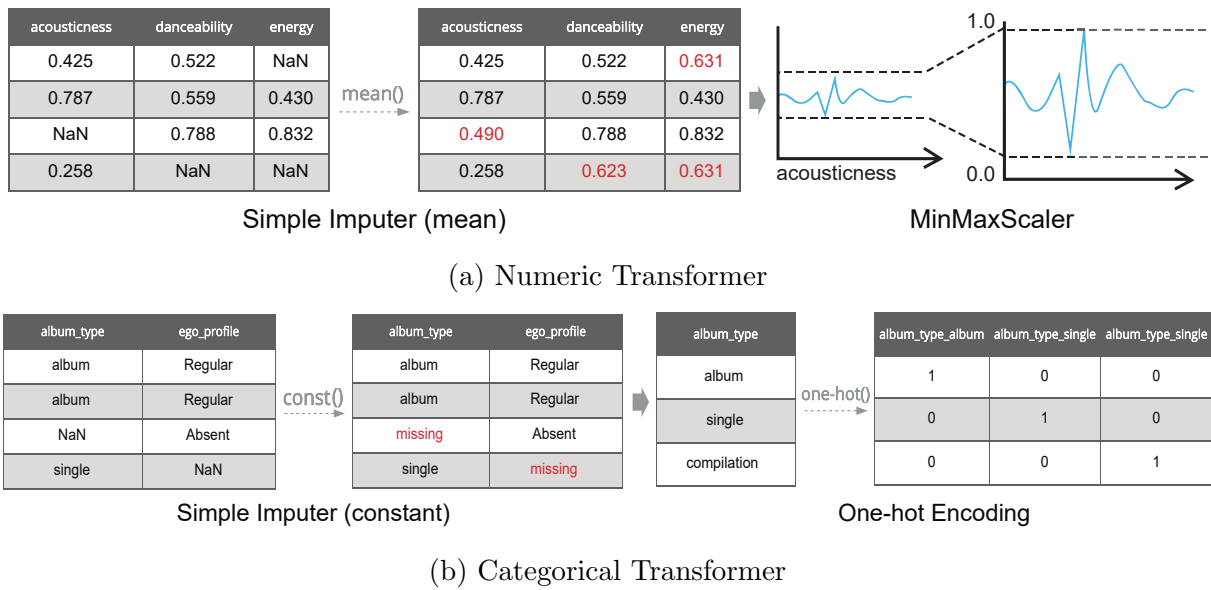 acousticness danceability energy
0.425 0.522 NaN
0.787 0.559 0.430
NaN 0.788 0.832
0.258 NaN NaN
mean()
acousticness danceability energy
0.425 0.522 0.631
0.787 0.559 0.430
0.490 0.788 0.832
0.258 0.623 0.631
Simple Imputer (mean)
acousticness
1.0
0.0
MinMaxScaler
(a) Numeric Transformer
album_type ego_profile
album Regular
album Regular
NaN Absent
single NaN
const()
album_type ego_profile
album Regular
album Regular
missing Absent
single missing
Simple Imputer (constant)
album_type
album
single
compilation
one-hot()
album_type_album album_type_single album_type_single
1 0 0
0 1 0
0 0 1
One-hot Encoding
(b) Categorical Transformer